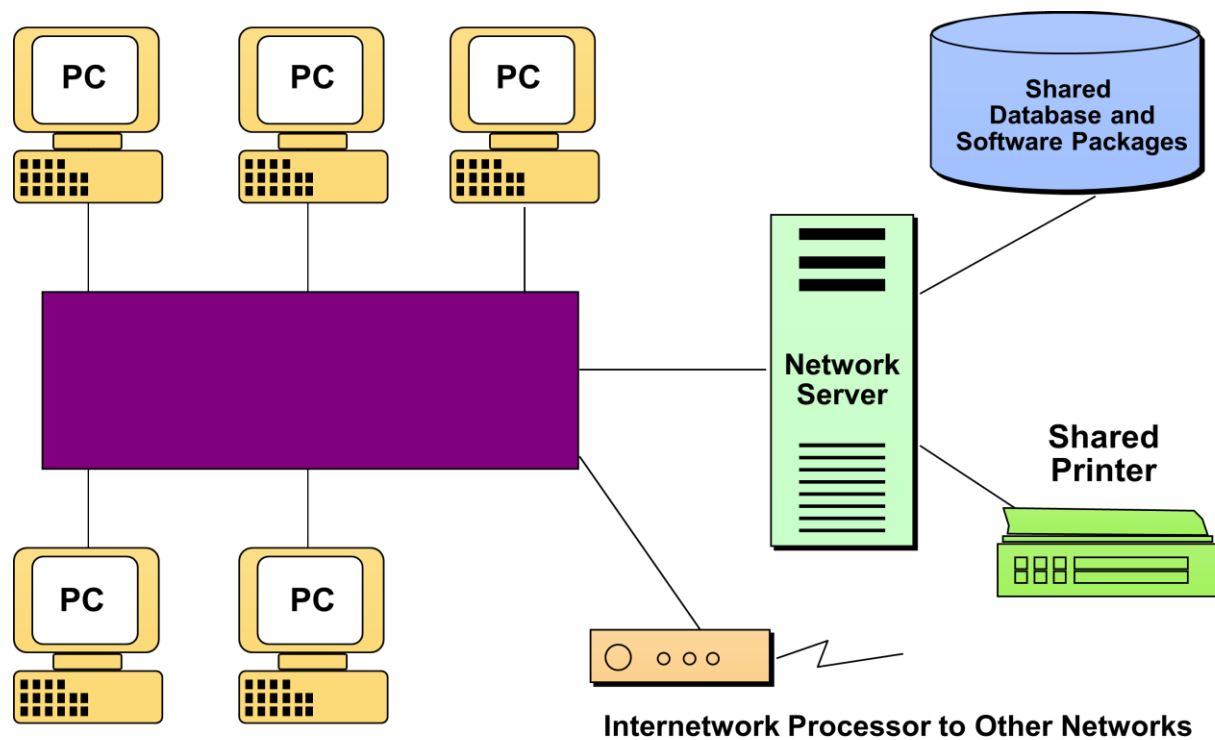 PC
PC
PC
Shared
Database and
Software Packages
Network
Server
Shared
Printer
PC
PC
Internetwork Processor to Other Networks